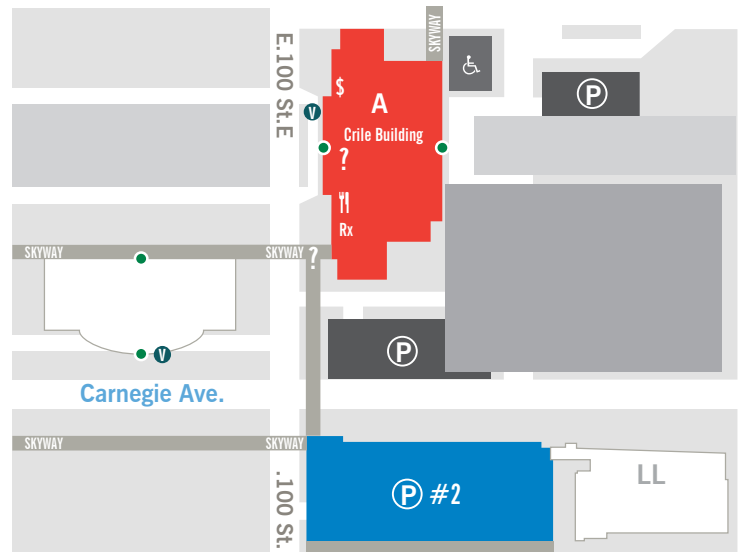 SKYWAY
E.100 St.E
$
A
V
P
Crile Building
?
Rx
SKYWAY
SKYWAY
?
P
V
Carnegie Ave.
SKYWAY
SKYWAY
LL
.100 St.
P #2